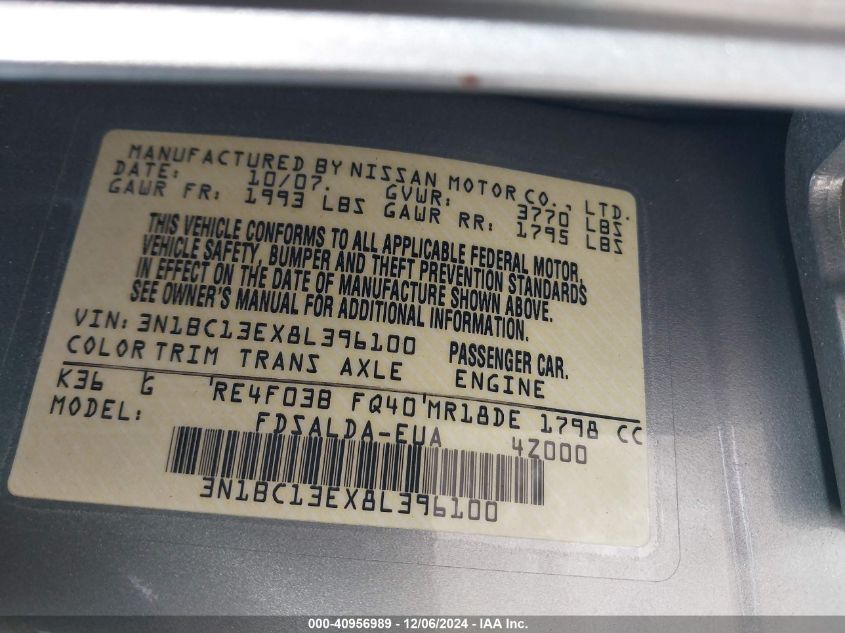 MANUFACTURED BY NISSAN MOTOR CO., LTD.
DATE: 10/07. GVWR: 3770 LBS
GAWR FR: 1993 LBS GAWR RR: 1795 LBS
THIS VEHICLE CONFORMS TO ALL APPLICABLE FEDERAL MOTOR
VEHICLE SAFETY, BUMPER AND THEFT PREVENTION STANDARDS
IN EFFECT ON THE DATE OF MANUFACTURE SHOWN ABOVE.
SEE OWNER'S MANUAL FOR ADDITIONAL INFORMATION.
VIN: 3N1BC13EX8L396100 PASSENGER CAR.
COLOR TRIM TRANS AXLE ENGINE
K36 G 'RE4F03B FQ40'MR18DE 1798 CC
MODEL: FDSALDA-EUA 4Z000
3N1BC13EX8L396100
000-40956989 - 12/06/2024 - IAA Inc.